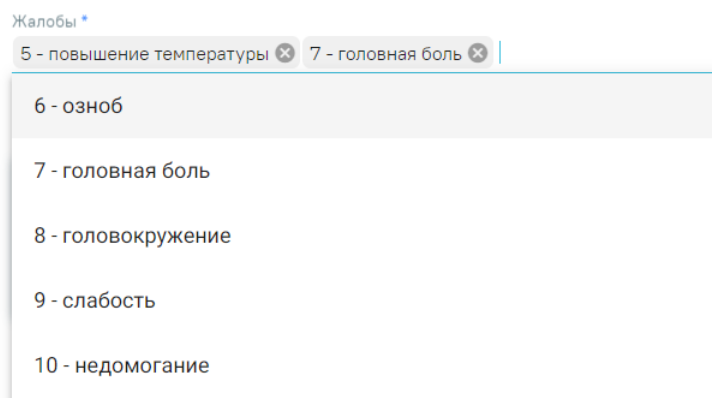 Жалобы *
5 - повышение температуры 7 - головная боль
6 - озноб
7 - головная боль
8 - головокружение
9 - слабость
10 - недомогание